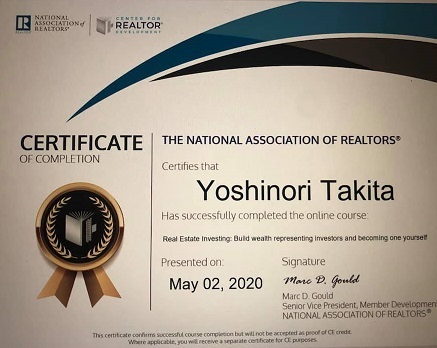 NATIONAL
ASSOCIATION of
REALTORS®
CENTER FOR
REALTOR®
DEVELOPMENT
CERTIFICATE
OF COMPLETION
THE NATIONAL ASSOCIATION OF REALTORS®
Certifies that
Yoshinori Takita
Has successfully completed the online course:
Real Estate Investing: Build wealth representing investors and becoming one yourself
Presented on:
May 02, 2020
Signature
Marc D. Gould
Marc D. Gould
Senior Vice President, Member Developmen
NATIONAL ASSOCIATION OF REALTORS®
This certificate confirms successful course completion but will not be accepted as proof of CE credit.
Where applicable, you will receive a separate certificate for CE purposes.